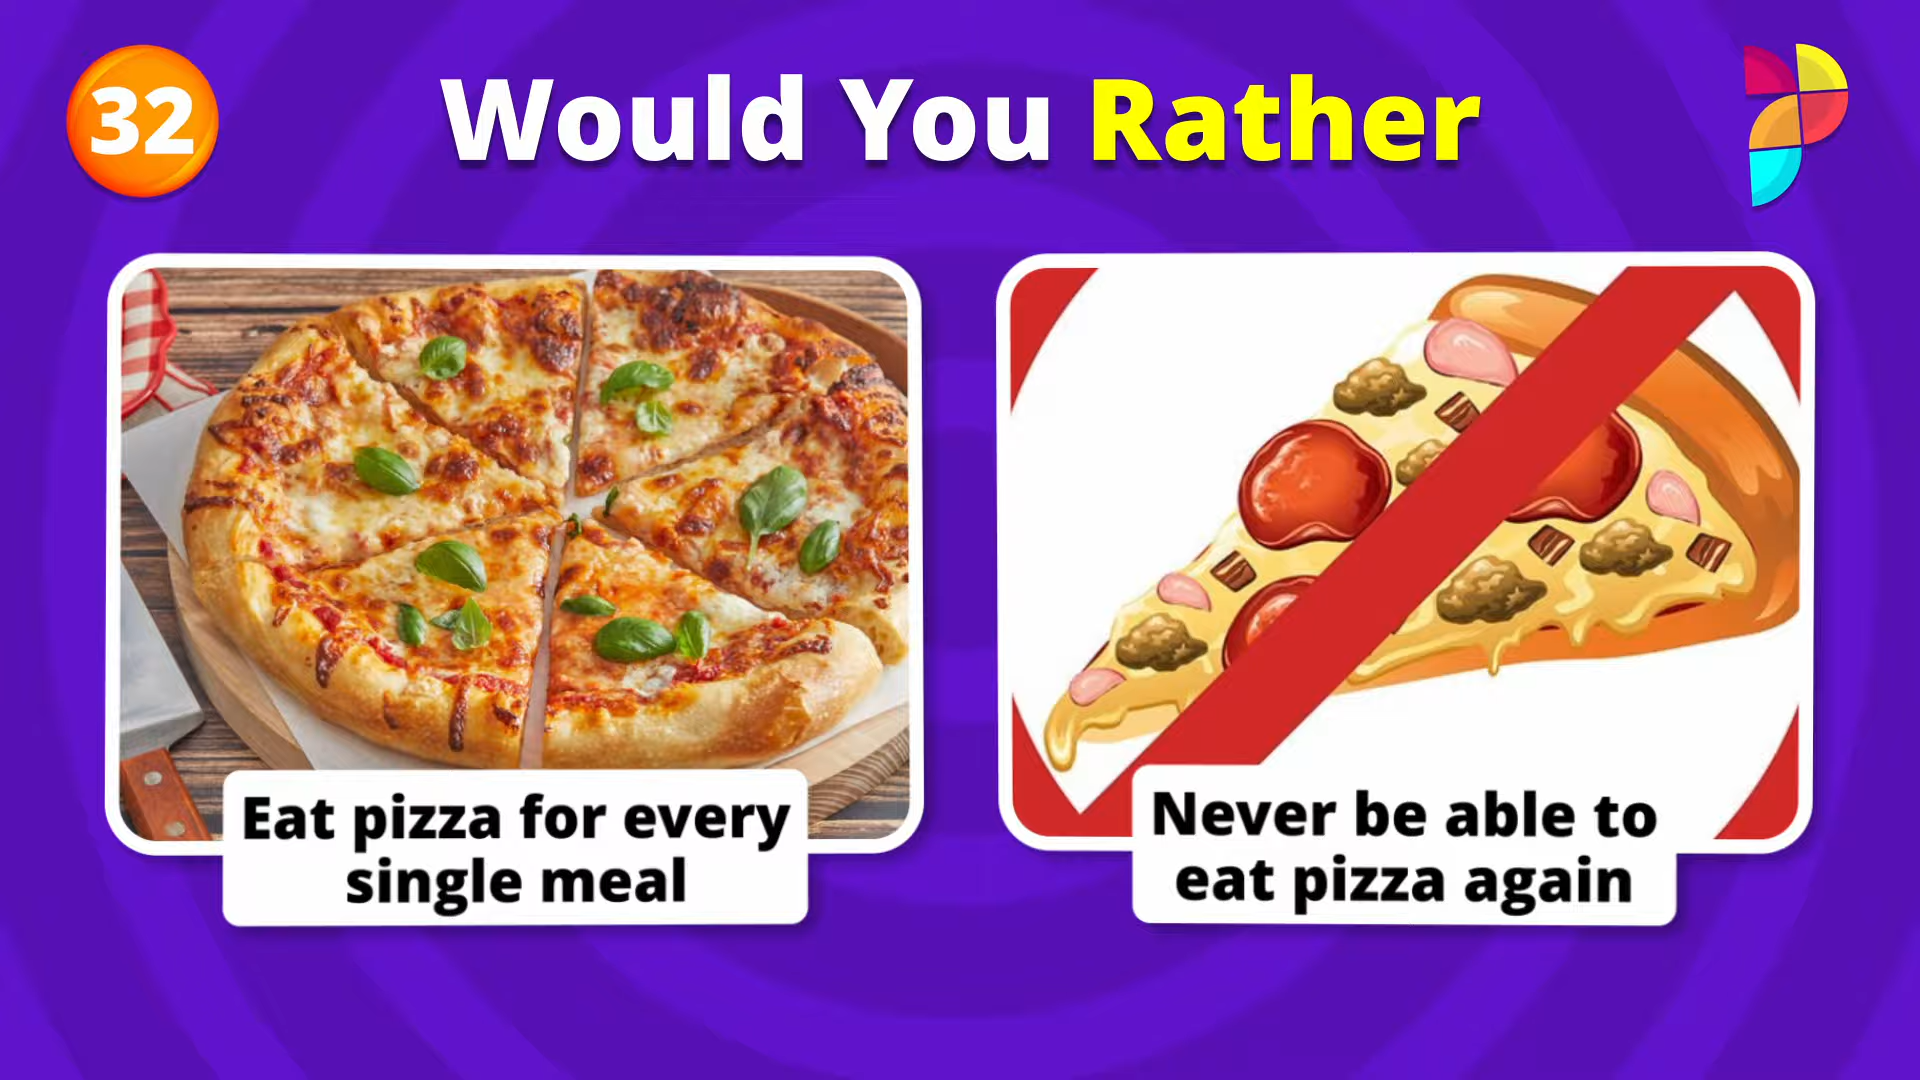 32
Would You Rather
Eat pizza for every
single meal
Never be able to
eat pizza again